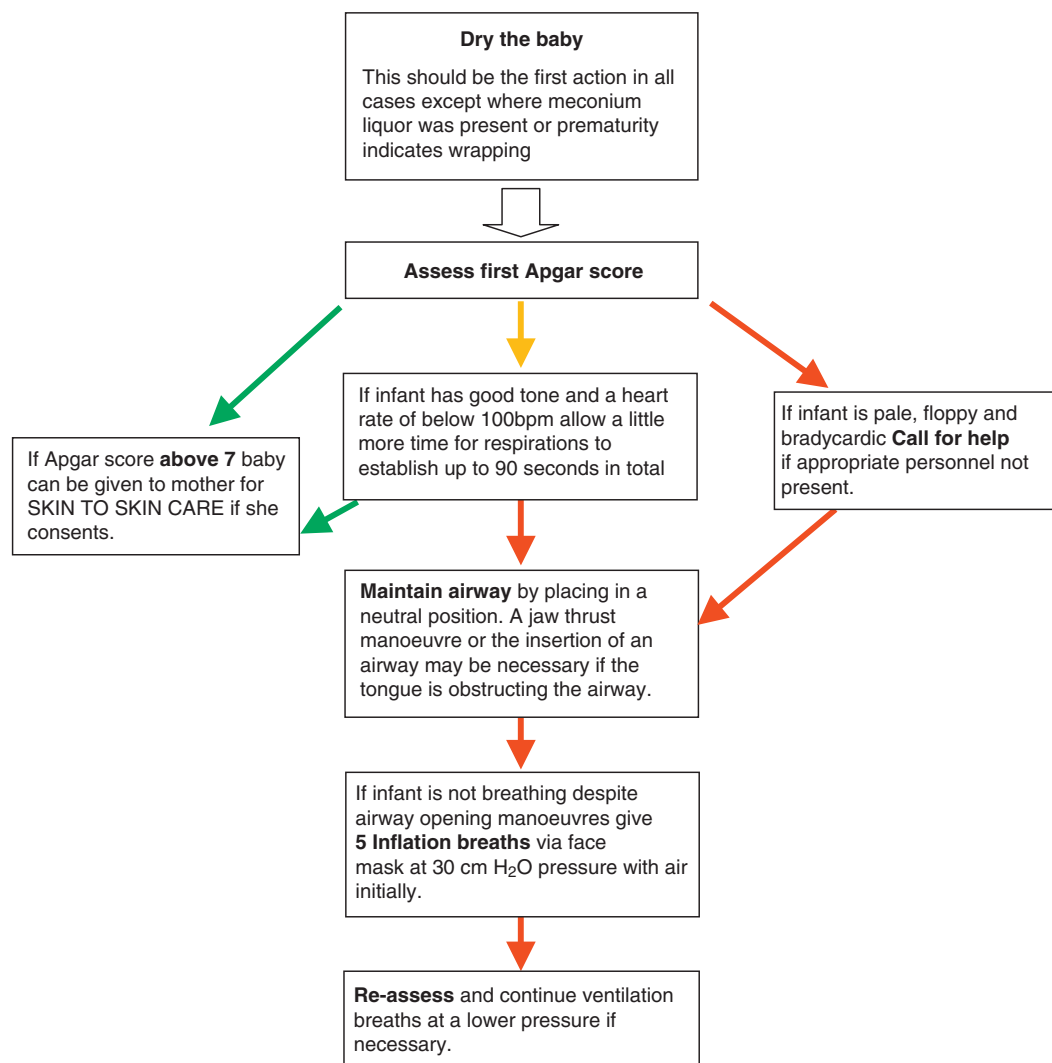 Dry the baby
This should be the first action in all
cases except where meconium
liquor was present or prematurity
indicates wrapping
Assess first Apgar score
If Apgar score above 7 baby
can be given to mother for
SKIN TO SKIN CARE if she
consents.
If infant has good tone and a heart
rate of below 100bpm allow a little
more time for respirations to
establish up to 90 seconds in total
If infant is pale, floppy and
bradycardic Call for help
if appropriate personnel not
present.
Maintain airway by placing in a
neutral position. A jaw thrust
manoeuvre or the insertion of an
airway may be necessary if the
tongue is obstructing the airway.
If infant is not breathing despite
airway opening manoeuvres give
5 Inflation breaths via face
mask at 30 cm H₂O pressure with air
initially.
Re-assess and continue ventilation
breaths at a lower pressure if
necessary.